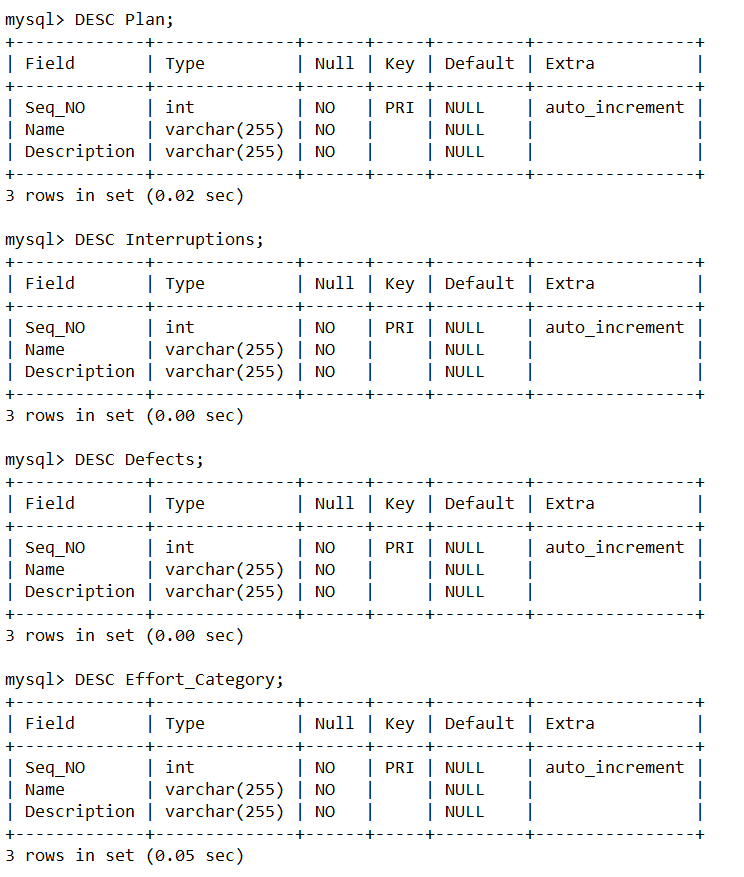 mysql> DESC Plan;
+-------------+--------------+------+-----+---------+----------------+
| Field       | Type         | Null | Key | Default | Extra          |
+-------------+--------------+------+-----+---------+----------------+
| Seq_NO      | int          | NO   | PRI | NULL    | auto_increment |
| Name        | varchar(255) | NO   |     | NULL    |                |
| Description | varchar(255) | NO   |     | NULL    |                |
+-------------+--------------+------+-----+---------+----------------+
3 rows in set (0.02 sec)

mysql> DESC Interruptions;
+-------------+--------------+------+-----+---------+----------------+
| Field       | Type         | Null | Key | Default | Extra          |
+-------------+--------------+------+-----+---------+----------------+
| Seq_NO      | int          | NO   | PRI | NULL    | auto_increment |
| Name        | varchar(255) | NO   |     | NULL    |                |
| Description | varchar(255) | NO   |     | NULL    |                |
+-------------+--------------+------+-----+---------+----------------+
3 rows in set (0.00 sec)

mysql> DESC Defects;
+-------------+--------------+------+-----+---------+----------------+
| Field       | Type         | Null | Key | Default | Extra          |
+-------------+--------------+------+-----+---------+----------------+
| Seq_NO      | int          | NO   | PRI | NULL    | auto_increment |
| Name        | varchar(255) | NO   |     | NULL    |                |
| Description | varchar(255) | NO   |     | NULL    |                |
+-------------+--------------+------+-----+---------+----------------+
3 rows in set (0.00 sec)

mysql> DESC Effort_Category;
+-------------+--------------+------+-----+---------+----------------+
| Field       | Type         | Null | Key | Default | Extra          |
+-------------+--------------+------+-----+---------+----------------+
| Seq_NO      | int          | NO   | PRI | NULL    | auto_increment |
| Name        | varchar(255) | NO   |     | NULL    |                |
| Description | varchar(255) | NO   |     | NULL    |                |
+-------------+--------------+------+-----+---------+----------------+
3 rows in set (0.05 sec)